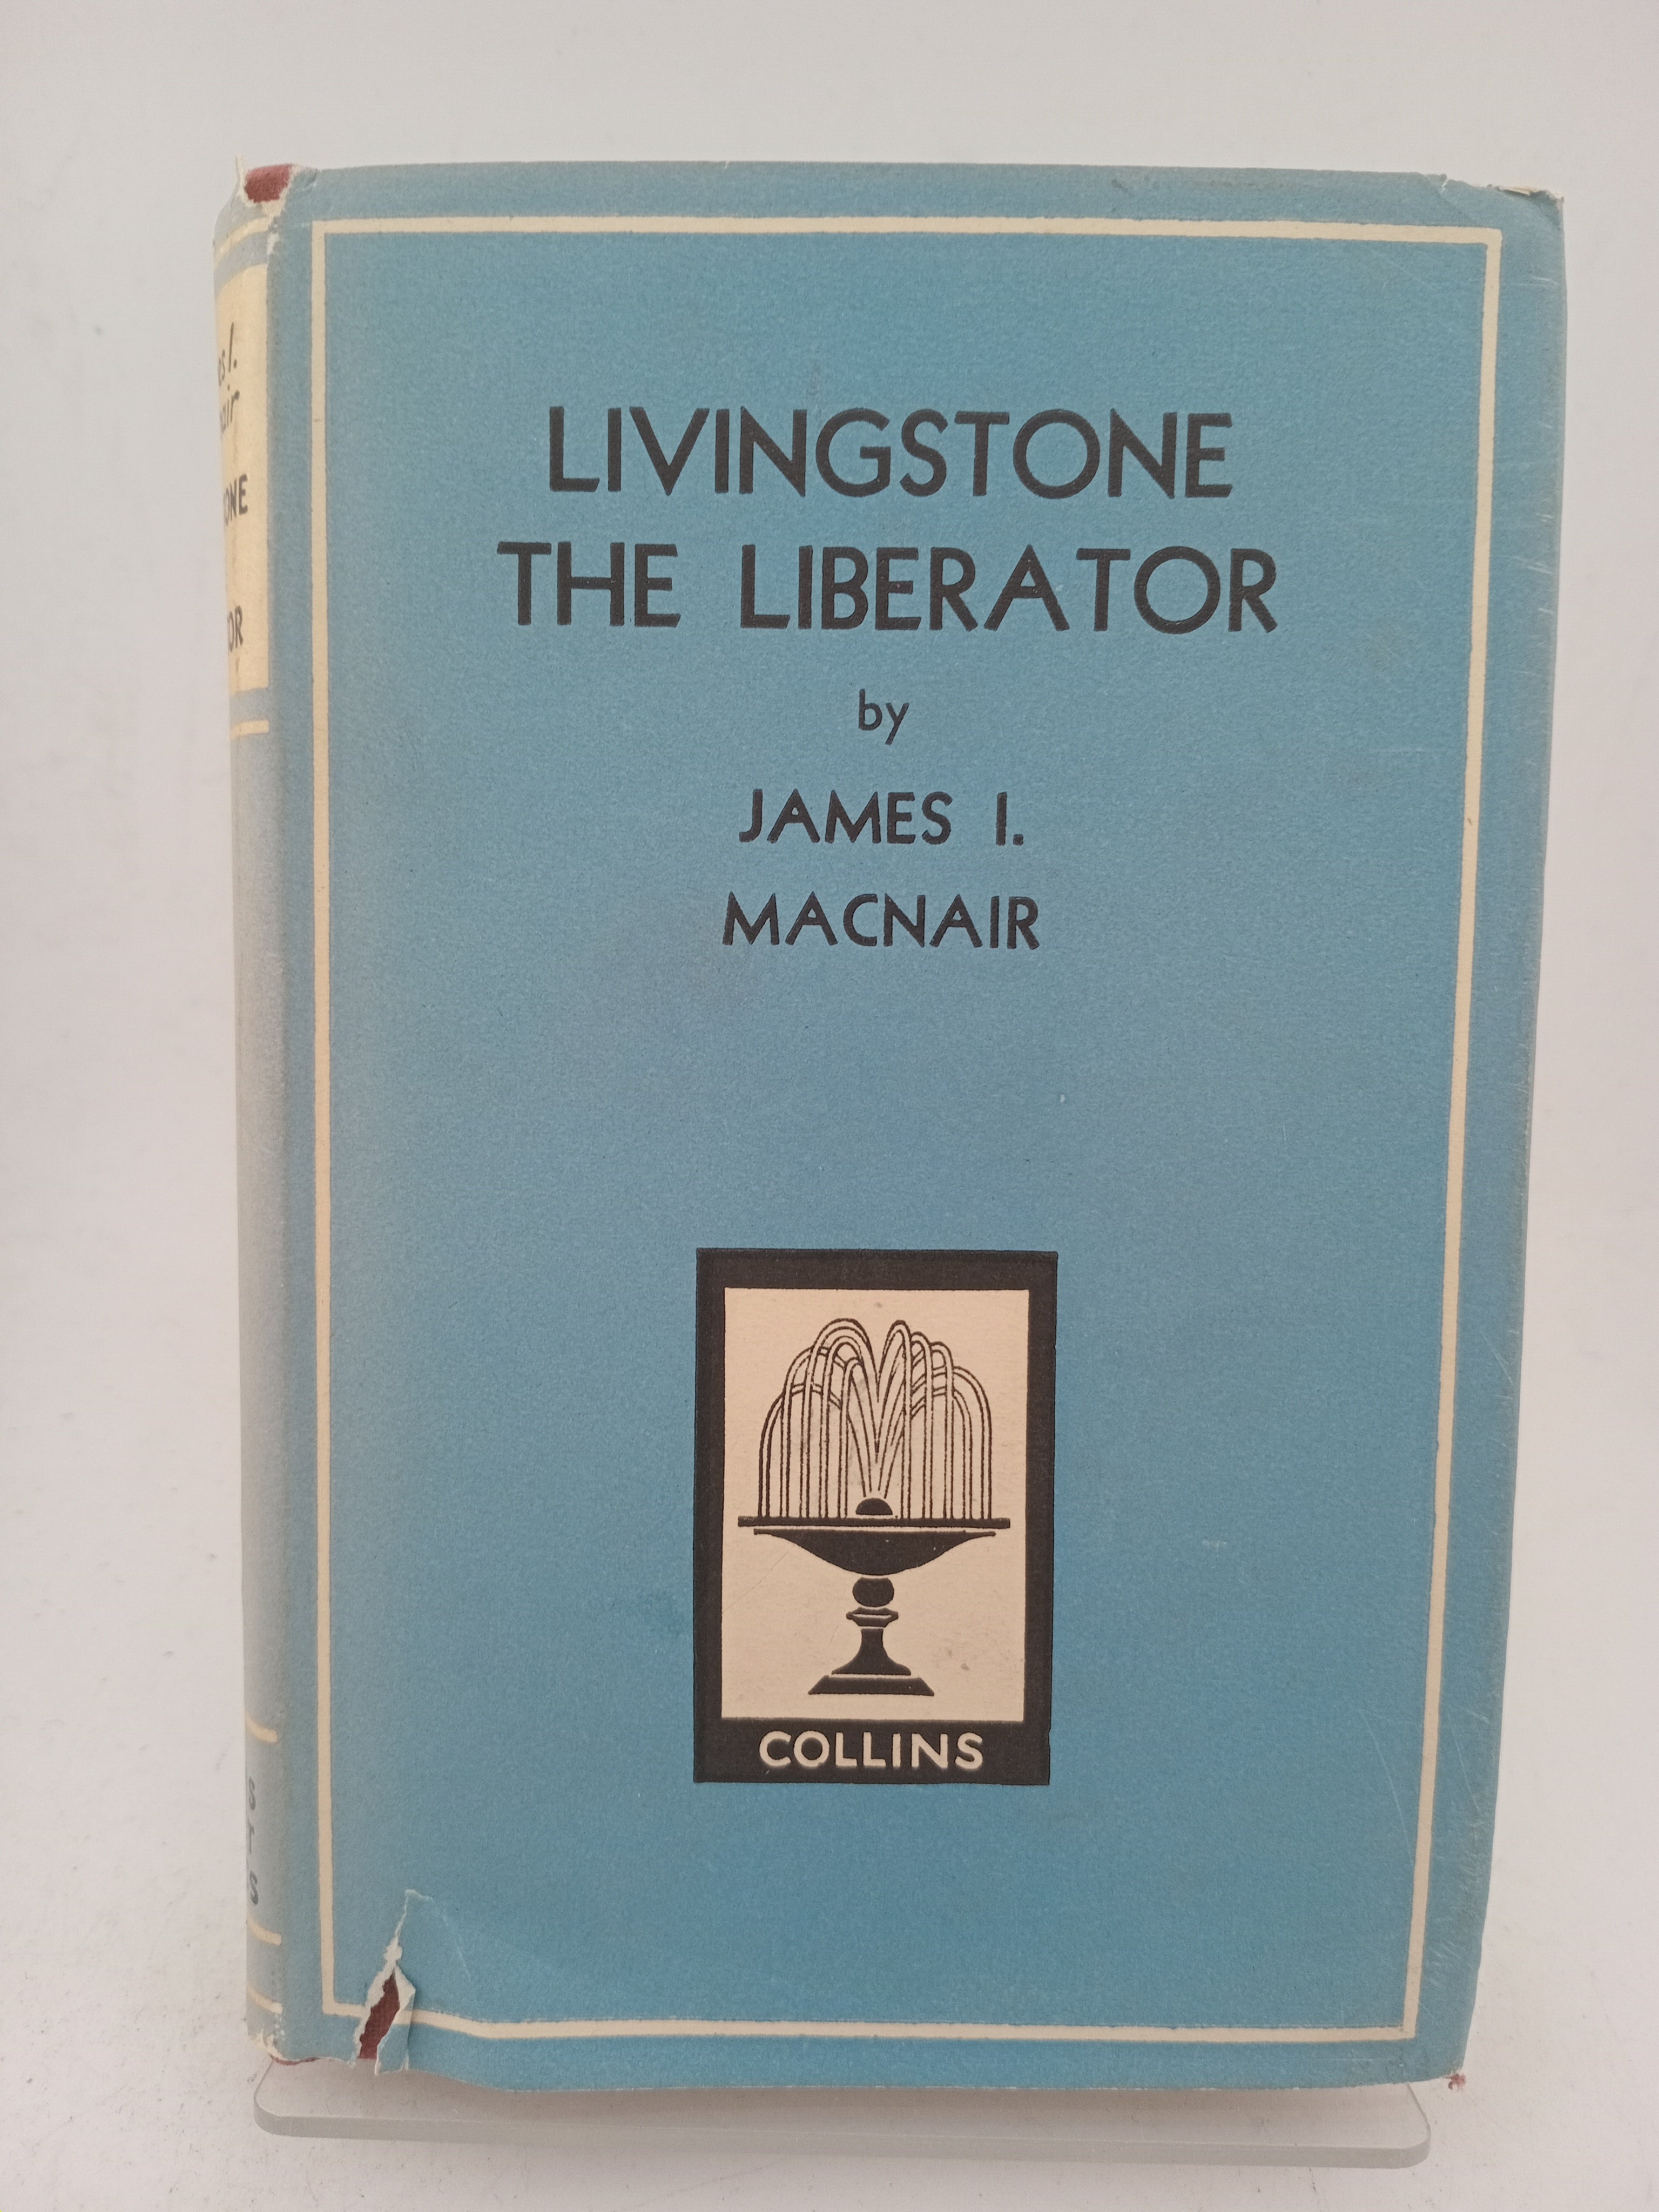 LIVINGSTONE
THE LIBERATOR
by
JAMES I.
MACNAIR
COLLINS